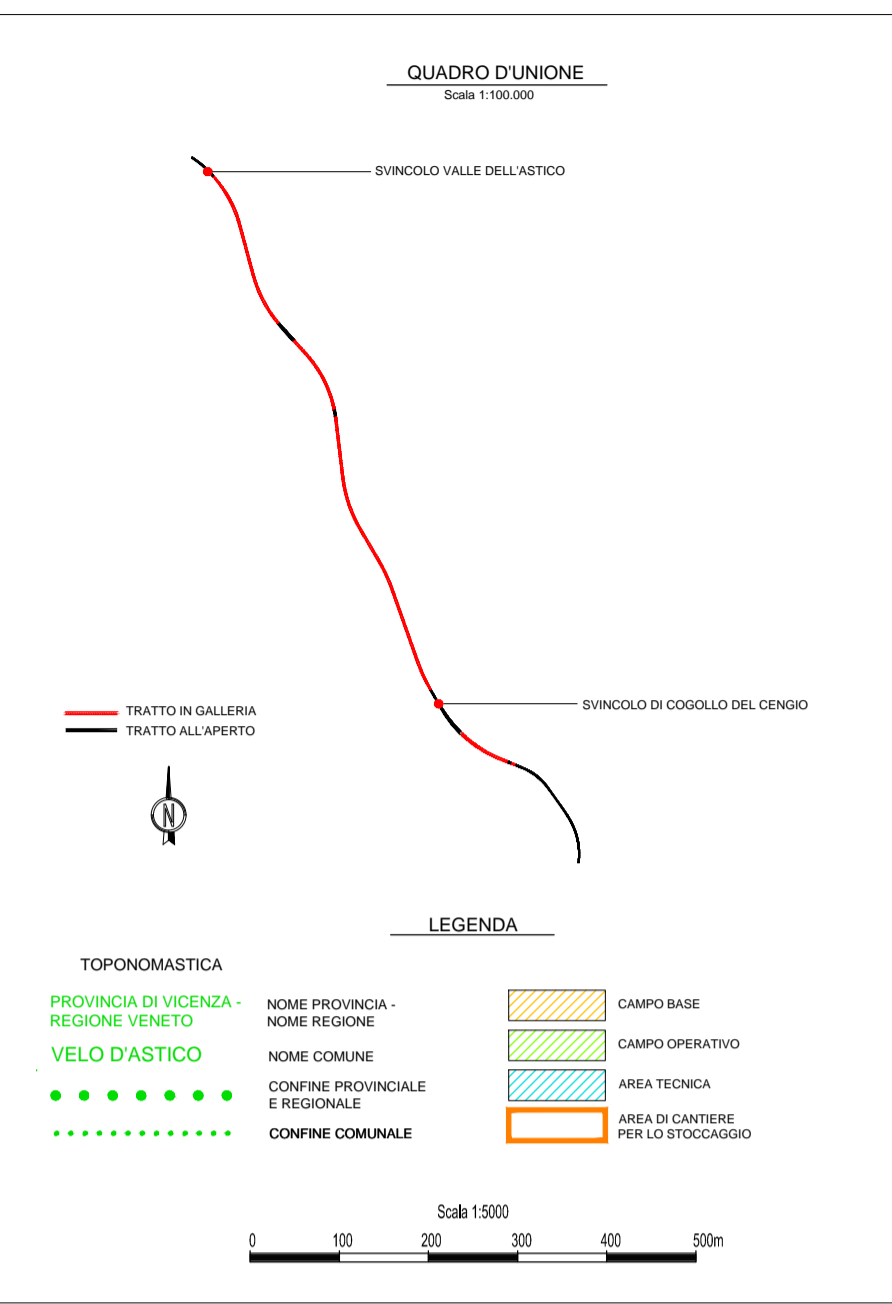 QUADRO D'UNIONE
Scala 1:100.000
SVINCOLO VALLE DELL'ASTICO
SVINCOLO DI COGOLLO DEL CENGIO
TRATTO IN GALLERIA
TRATTO ALL'APERTO
N
LEGENDA
TOPONOMASTICA
PROVINCIA DI VICENZA -
REGIONE VENETO
NOME PROVINCIA -
NOME REGIONE
VELO D'ASTICO
NOME COMUNE
CONFINE PROVINCIALE
E REGIONALE
CONFINE COMUNALE
CAMPO BASE
CAMPO OPERATIVO
AREA TECNICA
AREA DI CANTIERE
PER LO STOCCAGGIO
Scala 1:5000
0 100 200 300 400 500m